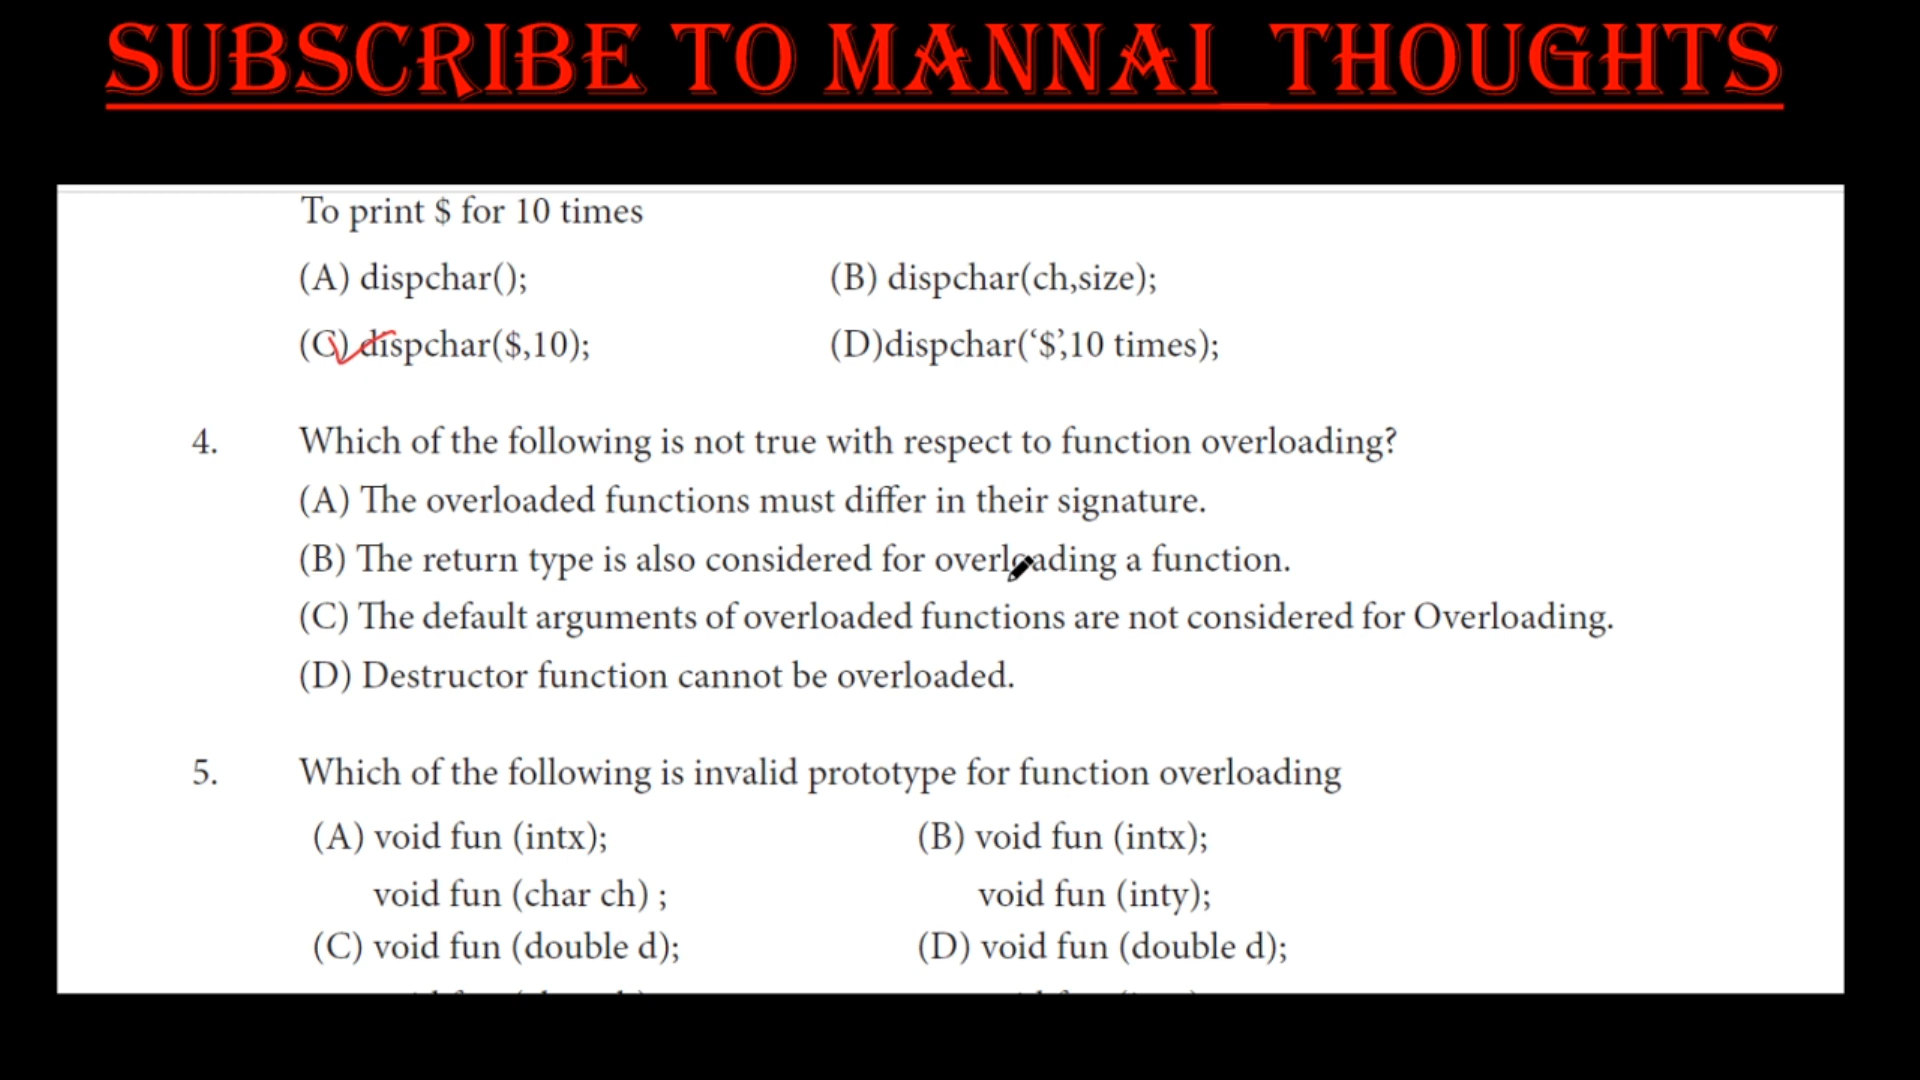 SUBSCRIBE TO MANNAI_THOUGHTS
To print $ for 10 times
(A) dispchar(); (B) dispchar(ch,size);
(C) dispchar($,10); (D)dispchar(‘$’,10 times);
4. Which of the following is not true with respect to function overloading?
(A) The overloaded functions must differ in their signature.
(B) The return type is also considered for overloading a function.
(C) The default arguments of overloaded functions are not considered for Overloading.
(D) Destructor function cannot be overloaded.
5. Which of the following is invalid prototype for function overloading
(A) void fun (intx); (B) void fun (intx);
void fun (char ch) ; void fun (inty);
(C) void fun (double d); (D) void fun (double d);